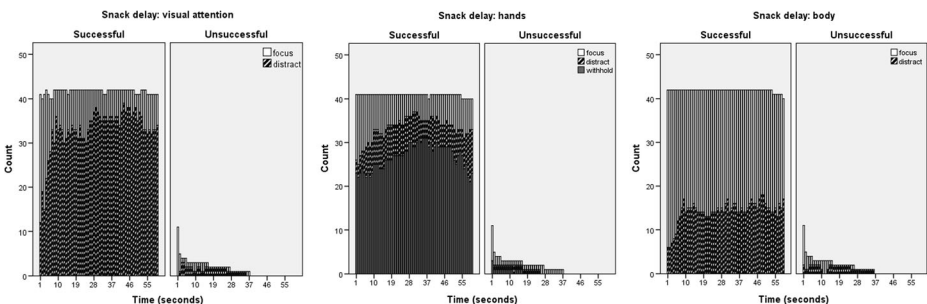 Snack delay: visual attention
Successful
Unsuccessful
focus
distract
Count
50
40
30
20
10
0
1 10 19 28 37 46 55
1 10 19 28 37 46 55
Time (seconds)
Snack delay: hands
Successful
Unsuccessful
focus
distract
withhold
Count
50
40
30
20
10
0
1 10 19 28 37 46 55
1 10 19 28 37 46 55
Time (seconds)
Snack delay: body
Successful
Unsuccessful
focus
distract
Count
50
40
30
20
10
0
1 10 19 28 37 46 55
1 10 19 28 37 46 55
Time (seconds)